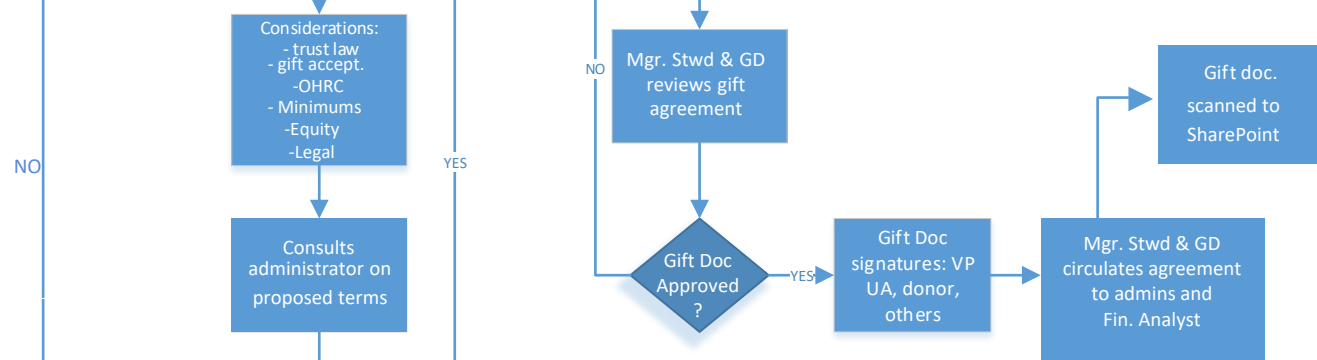 NO
Considerations:
- trust law
- gift accept.
-OHRC
- Minimums
-Equity
-Legal
Consults
administrator on
proposed terms
YES
NO
Mgr. Stwd & GD
reviews gift
agreement
Gift Doc
Approved
?
YES
Gift Doc
signatures: VP
UA, donor,
others
Mgr. Stwd & GD
circulates agreement
to admins and
Fin. Analyst
Gift doc.
scanned to
SharePoint